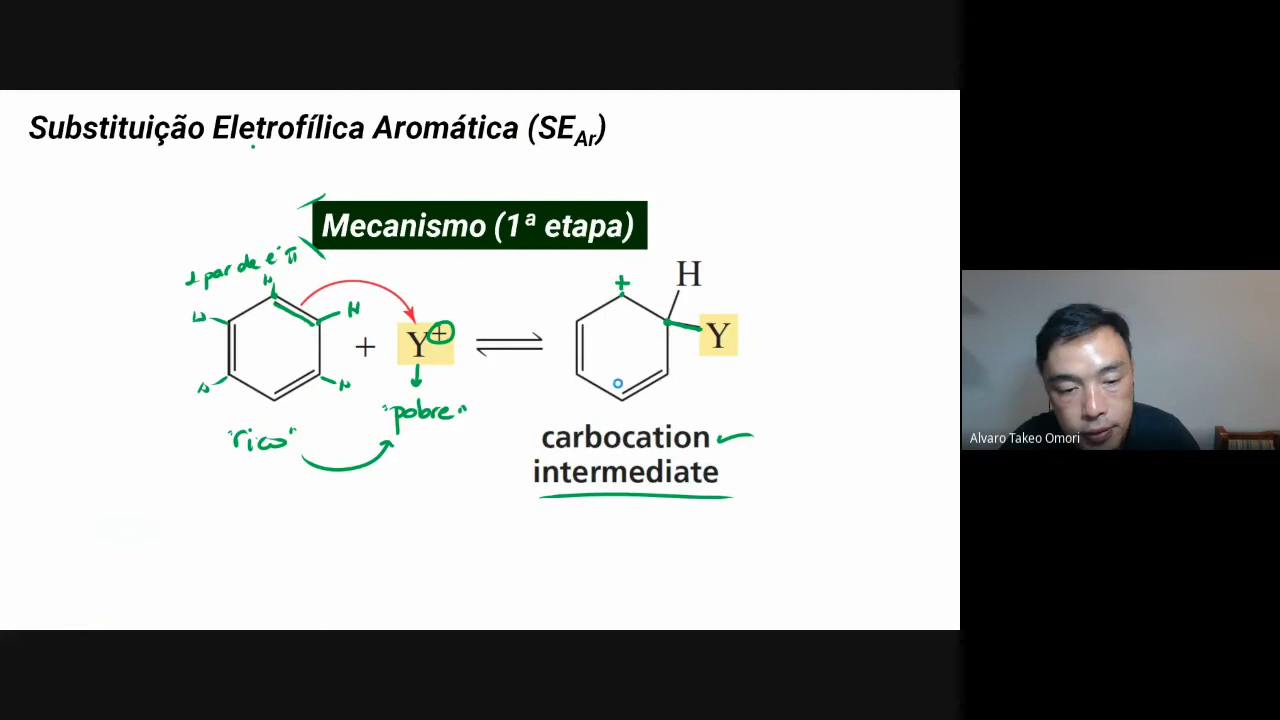 Substituição Eletrofílica Aromática (SEAr)
Mecanismo (1ª etapa)
1 par de e⁻ π
H
H
H
H
H
+
Y+
+
H
Y
"pobre"
"rico"
carbocation
intermediate
Alvaro Takeo Omori